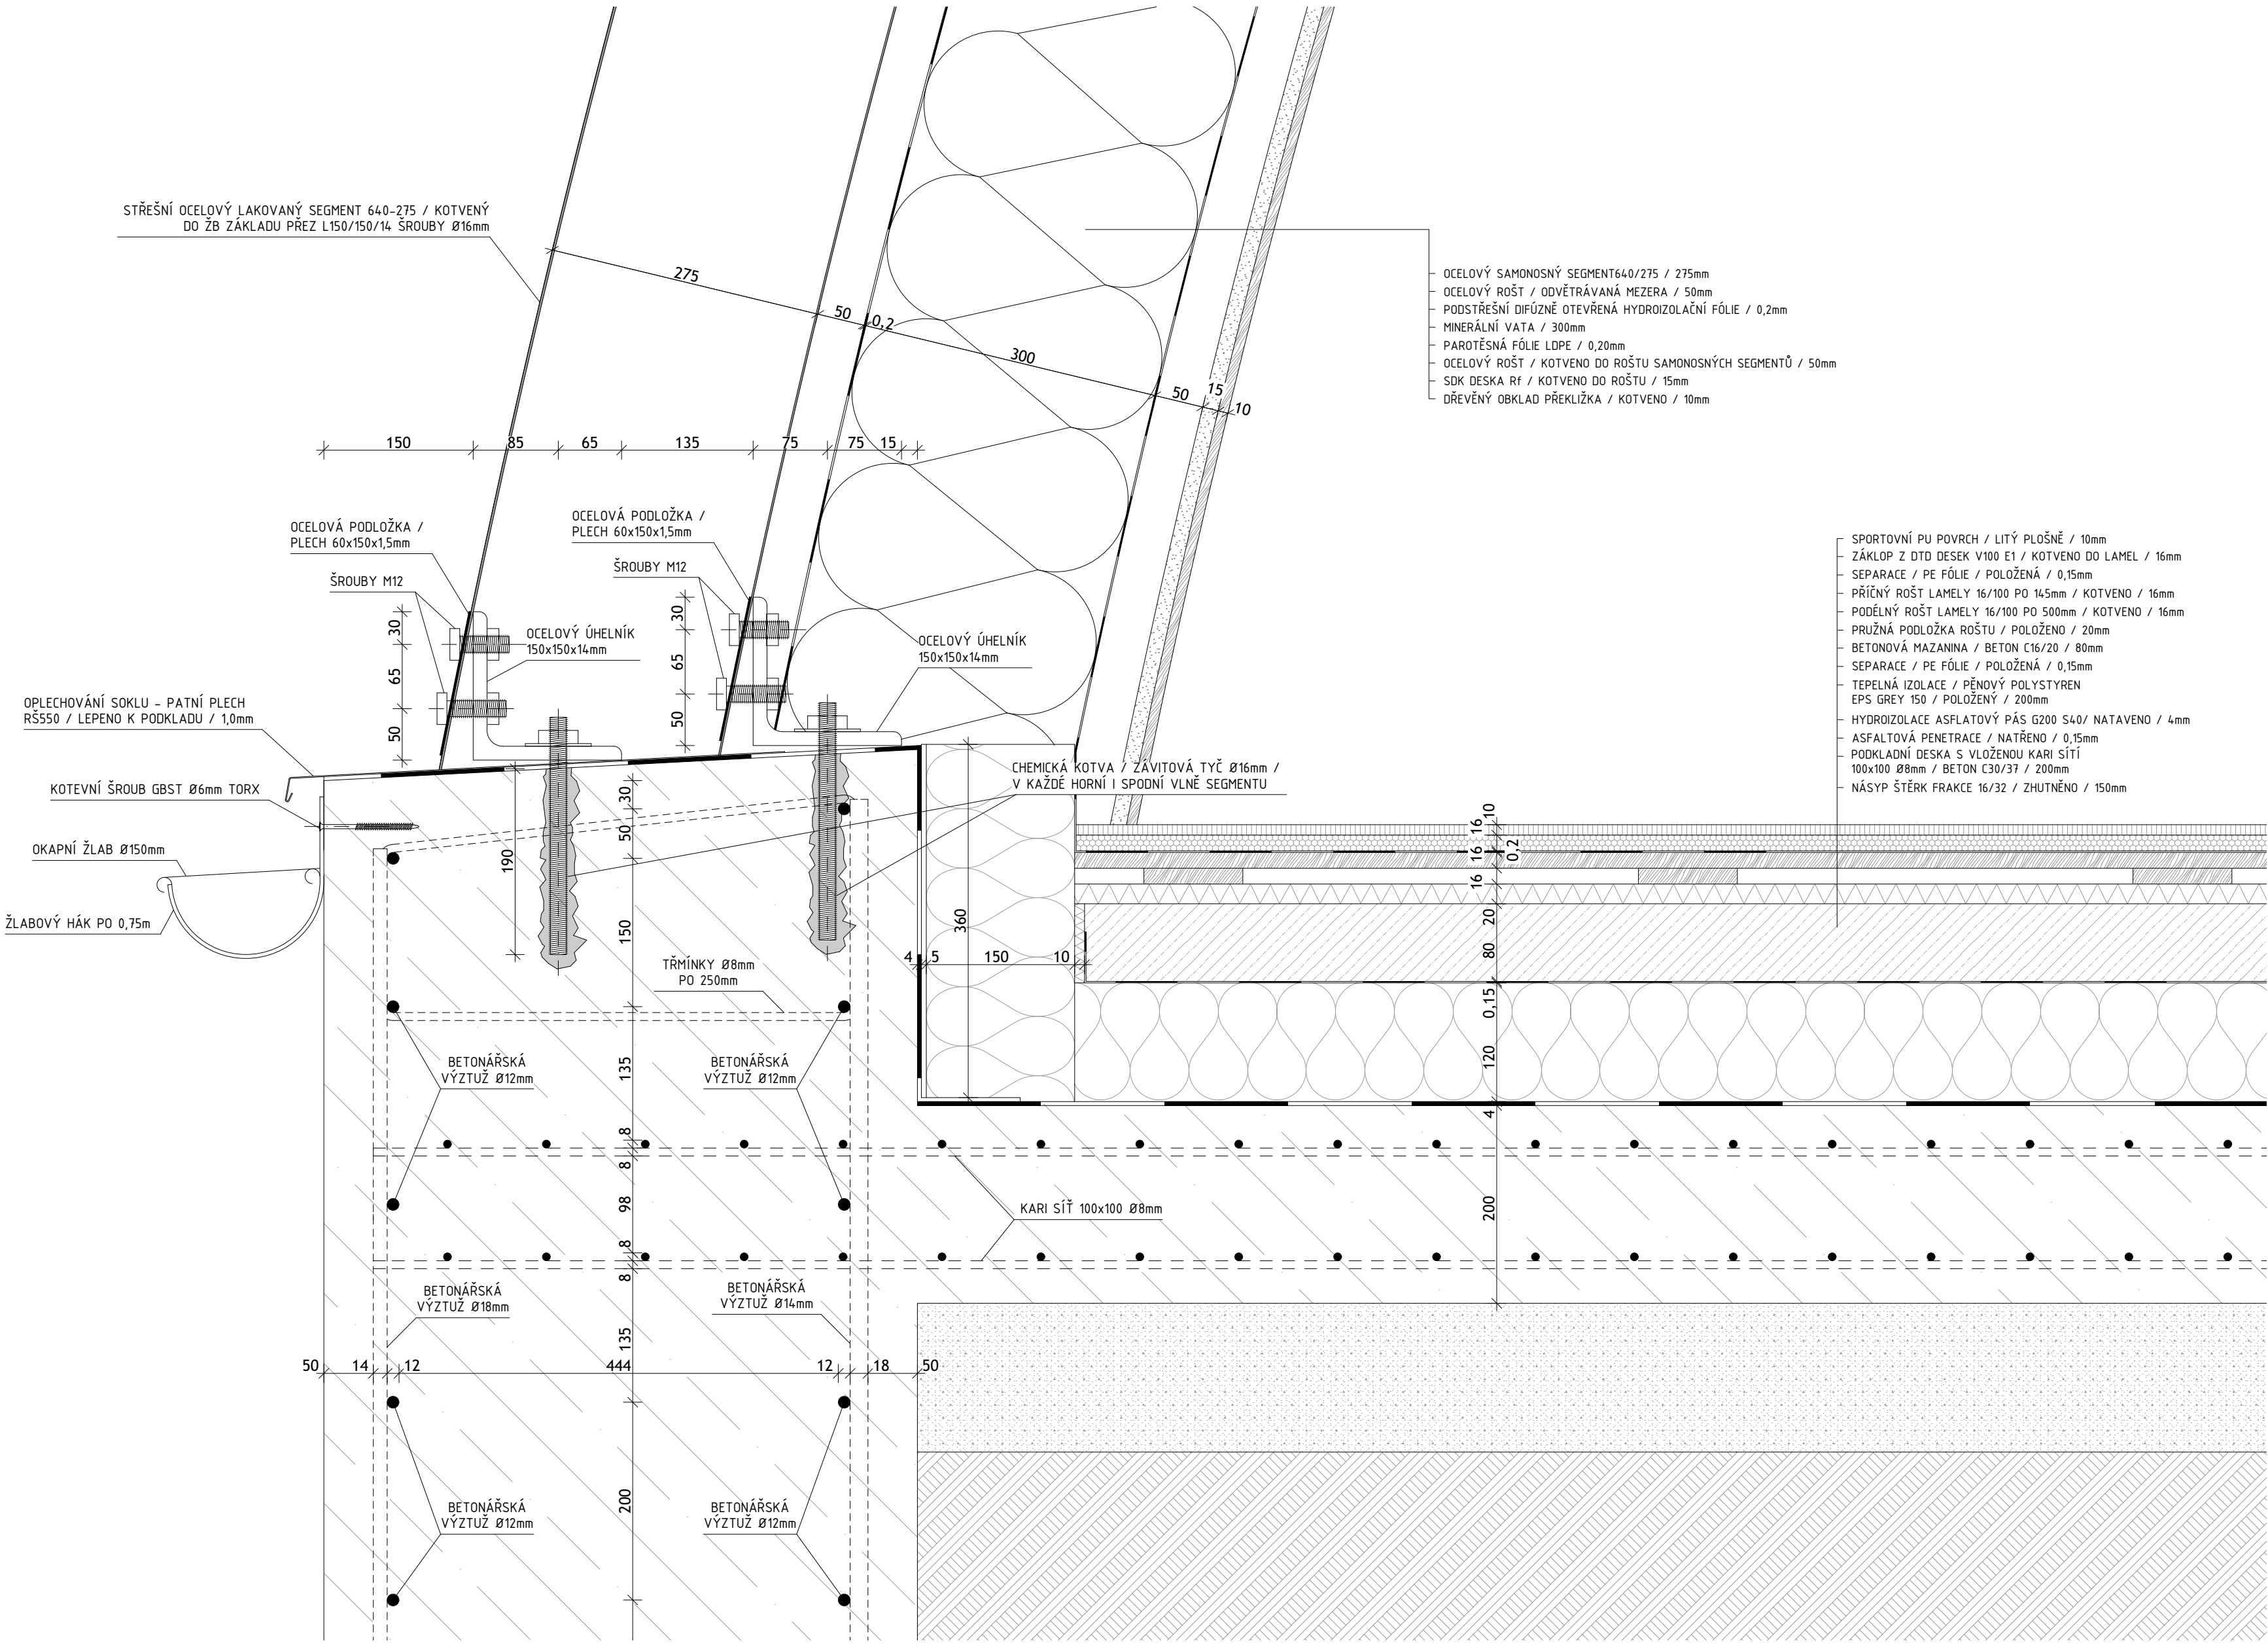 STŘEŠNÍ OCELOVÝ LAKOVANÝ SEGMENT 640-275 / KOTVENÝ
DO ŽB ZÁKLADU PŘEZ L150/150/14 ŠROUBY Ø16mm
275
50
0,2
300
50
15
10
OCELOVÝ SAMONOSNÝ SEGMENT640/275 / 275mm
OCELOVÝ ROŠT / ODVĚTRÁVANÁ MEZERA / 50mm
PODSTŘEŠNÍ DIFÚZNĚ OTEVŘENÁ HYDROIZOLAČNÍ FÓLIE / 0,2mm
MINERÁLNÍ VATA / 300mm
PAROTĚSNÁ FÓLIE LDPE / 0,20mm
OCELOVÝ ROŠT / KOTVENO DO ROŠTU SAMONOSNÝCH SEGMENTŮ / 50mm
SDK DESKA Rf / KOTVENO DO ROŠTU / 15mm
DŘEVĚNÝ OBKLAD PŘEKLIŽKA / KOTVENO / 10mm
150
85
65
135
75
75
15
OCELOVÁ PODLOŽKA /
PLECH 60x150x1,5mm
OCELOVÁ PODLOŽKA /
PLECH 60x150x1,5mm
ŠROUBY M12
ŠROUBY M12
30
65
50
30
65
50
OCELOVÝ ÚHELNÍK
150x150x14mm
OCELOVÝ ÚHELNÍK
150x150x14mm
SPORTOVNÍ PU POVRCH / LITÝ PLOŠNĚ / 10mm
ZÁKLOP Z DTD DESEK V100 E1 / KOTVENO DO LAMEL / 16mm
SEPARACE / PE FÓLIE / POLOŽENÁ / 0,15mm
PŘÍČNÝ ROŠT LAMELY 16/100 PO 145mm / KOTVENO / 16mm
PODÉLNÝ ROŠT LAMELY 16/100 PO 500mm / KOTVENO / 16mm
PRUŽNÁ PODLOŽKA ROŠTU / POLOŽENO / 20mm
BETONOVÁ MAZANINA / BETON C16/20 / 80mm
SEPARACE / PE FÓLIE / POLOŽENÁ / 0,15mm
TEPELNÁ IZOLACE / PĚNOVÝ POLYSTYREN
EPS GREY 150 / POLOŽENÝ / 200mm
HYDROIZOLACE ASFLATOVÝ PÁS G200 S40/ NATAVENO / 4mm
ASFALTOVÁ PENETRACE / NATŘENO / 0,15mm
PODKLADNÍ DESKA S VLOŽENOU KARI SÍTÍ
100x100 Ø8mm / BETON C30/37 / 200mm
NÁSYP ŠTĚRK FRAKCE 16/32 / ZHUTNĚNO / 150mm
OPLECHOVÁNÍ SOKLU - PATNÍ PLECH
RŠ550 / LEPENO K PODKLADU / 1,0mm
KOTEVNÍ ŠROUB GBST Ø6mm TORX
OKAPNÍ ŽLAB Ø150mm
ŽLABOVÝ HÁK PO 0,75m
CHEMICKÁ KOTVA / ZÁVITOVÁ TYČ Ø16mm /
V KAŽDÉ HORNÍ I SPODNÍ VLNĚ SEGMENTU
190
30
50
150
135
8
8
98
8
8
135
200
360
4
5
150
10
10
16
0,2
16
16
20
80
0,15
120
4
200
TŘMÍNKY Ø8mm
PO 250mm
BETONÁŘSKÁ
VÝZTUŽ Ø12mm
BETONÁŘSKÁ
VÝZTUŽ Ø12mm
KARI SÍŤ 100x100 Ø8mm
BETONÁŘSKÁ
VÝZTUŽ Ø18mm
BETONÁŘSKÁ
VÝZTUŽ Ø14mm
50
14
12
444
12
18
50
BETONÁŘSKÁ
VÝZTUŽ Ø12mm
BETONÁŘSKÁ
VÝZTUŽ Ø12mm